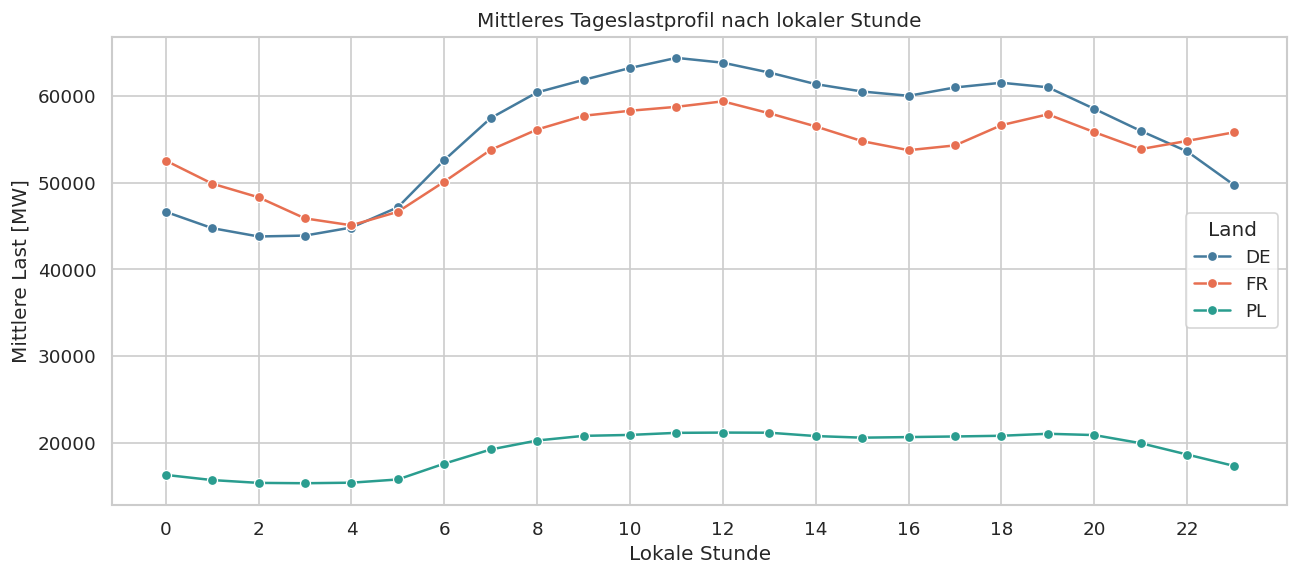 Mittleres Tageslastprofil nach lokaler Stunde
Mittlere Last [MW]
60000
50000
40000
30000
20000
Land
DE
FR
PL
0 2 4 6 8 10 12 14 16 18 20 22
Lokale Stunde